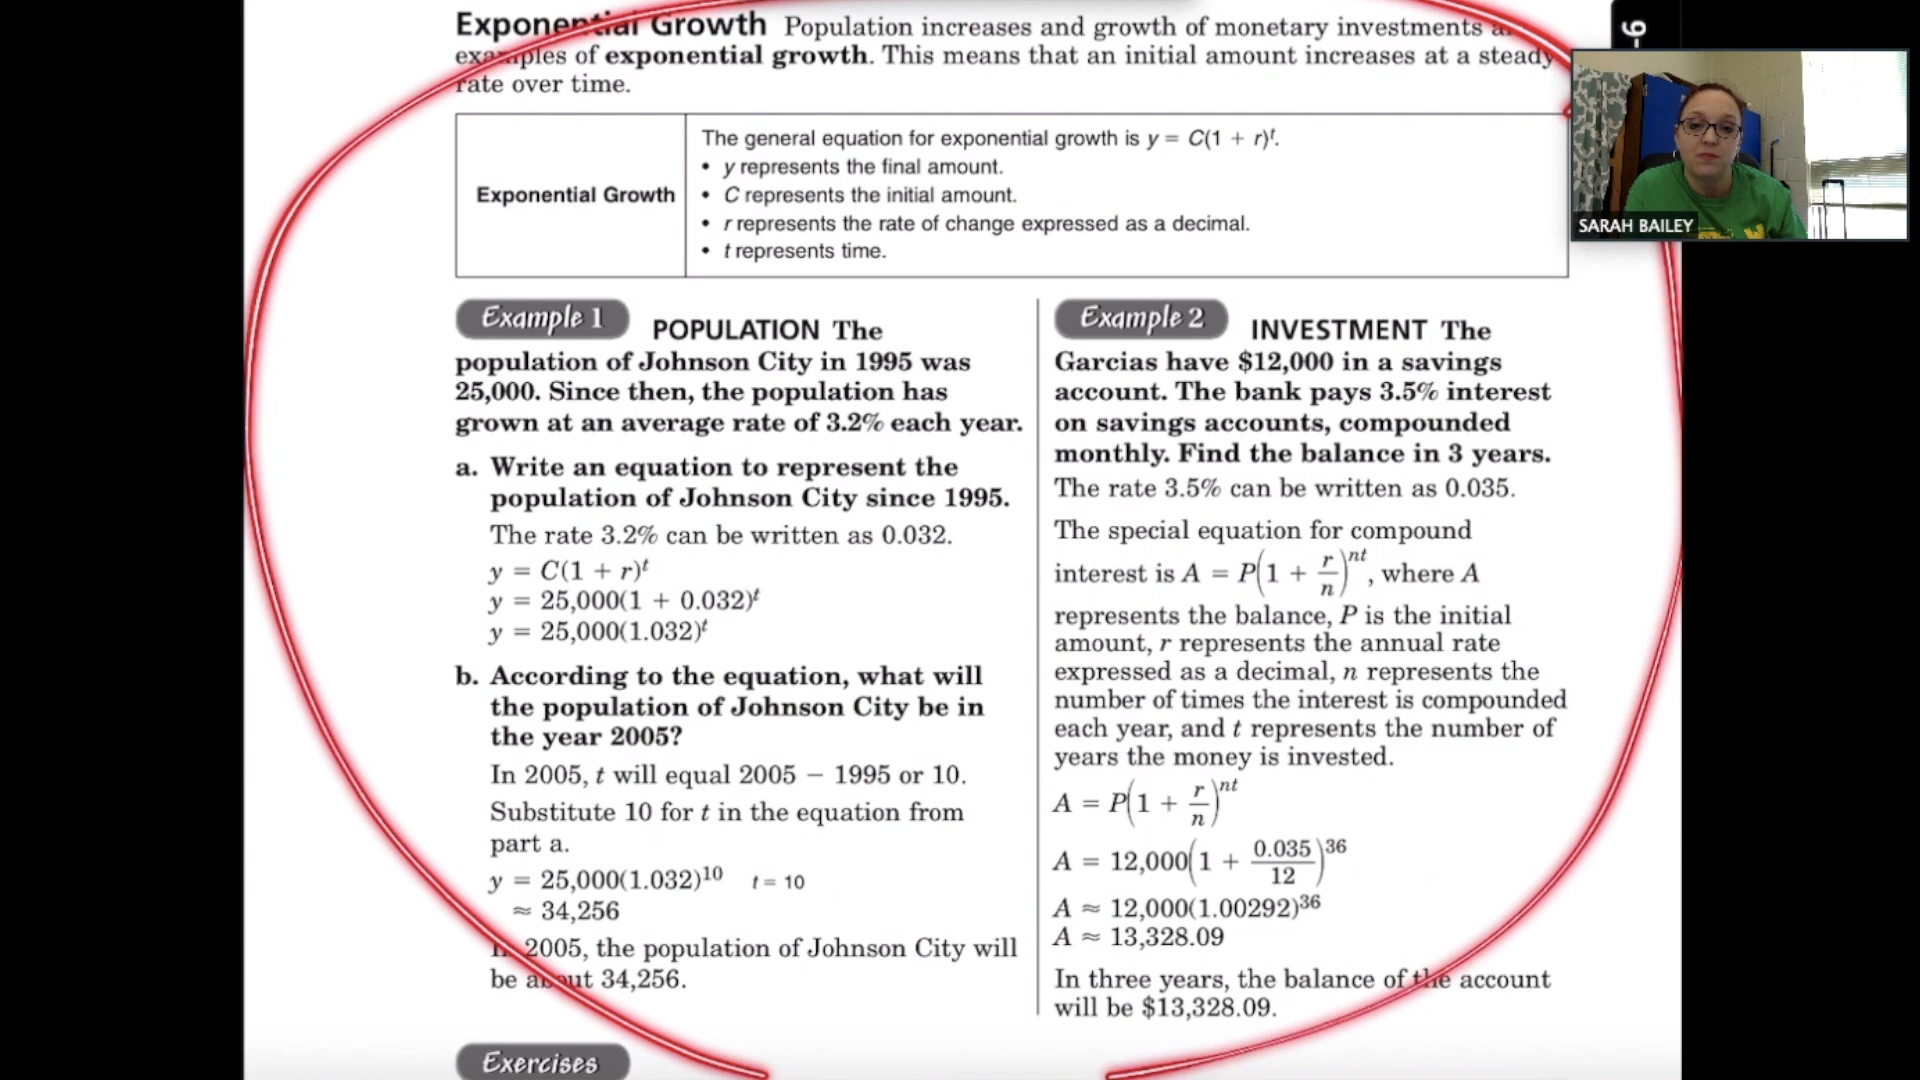 Exponential Growth Population increases and growth of monetary investments
examples of exponential growth. This means that an initial amount increases at a steady
rate over time.
-6
The general equation for exponential growth is y = C(1 + r)^t.
• y represents the final amount.
Exponential Growth • C represents the initial amount.
• r represents the rate of change expressed as a decimal.
• t represents time.
SARAH BAILEY
Example 1 POPULATION The
population of Johnson City in 1995 was
25,000. Since then, the population has
grown at an average rate of 3.2% each year.
a. Write an equation to represent the
population of Johnson City since 1995.
The rate 3.2% can be written as 0.032.
y = C(1 + r)^t
y = 25,000(1 + 0.032)^t
y = 25,000(1.032)^t
b. According to the equation, what will
the population of Johnson City be in
the year 2005?
In 2005, t will equal 2005 − 1995 or 10.
Substitute 10 for t in the equation from
part a.
y = 25,000(1.032)^10 t = 10
≈ 34,256
In 2005, the population of Johnson City will
be about 34,256.
Example 2 INVESTMENT The
Garcias have $12,000 in a savings
account. The bank pays 3.5% interest
on savings accounts, compounded
monthly. Find the balance in 3 years.
The rate 3.5% can be written as 0.035.
The special equation for compound
interest is A = P(1 + r/n)^nt, where A
represents the balance, P is the initial
amount, r represents the annual rate
expressed as a decimal, n represents the
number of times the interest is compounded
each year, and t represents the number of
years the money is invested.
A = P(1 + r/n)^nt
A = 12,000(1 + 0.035/12)^36
A ≈ 12,000(1.00292)^36
A ≈ 13,328.09
In three years, the balance of the account
will be $13,328.09.
Exercises